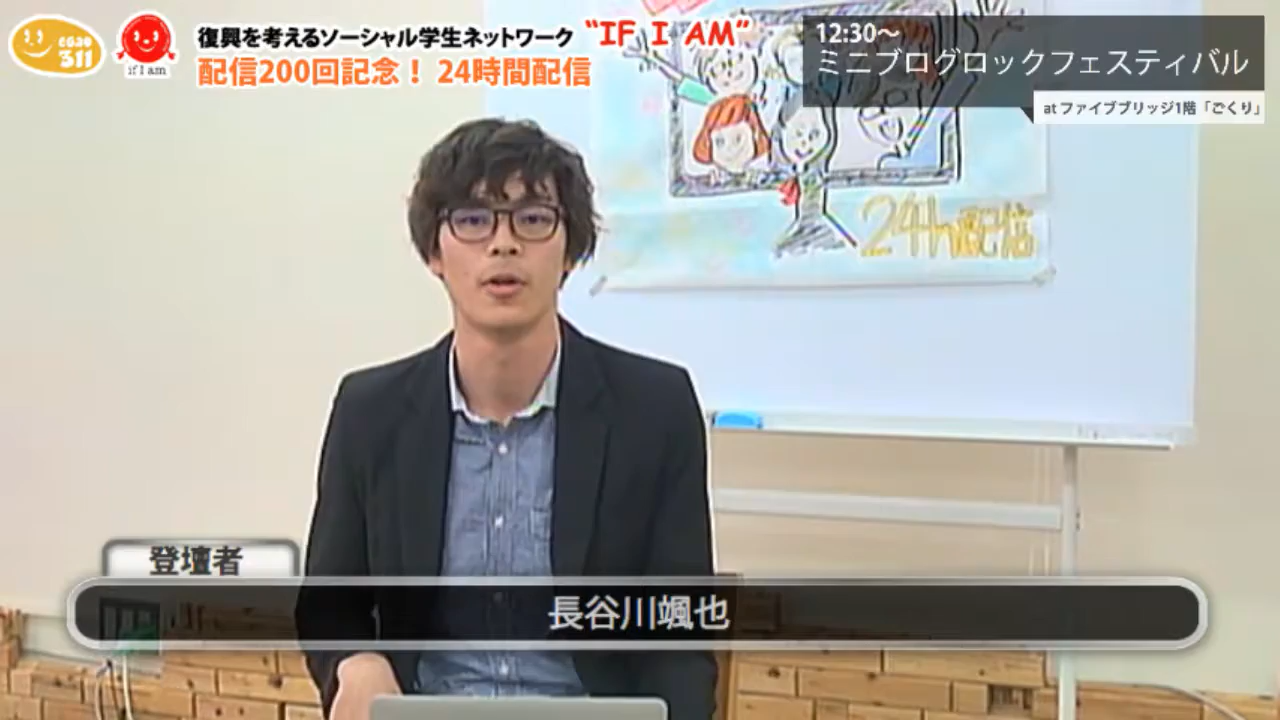 cgao
311
if I am
復興を考えるソーシャル学生ネットワーク "IF I AM"
配信200回記念！ 24時間配信
12:30〜
ミニブログロックフェスティバル
at ファイブブリッジ1階「ごくり」
24h配信
登壇者
長谷川颯也